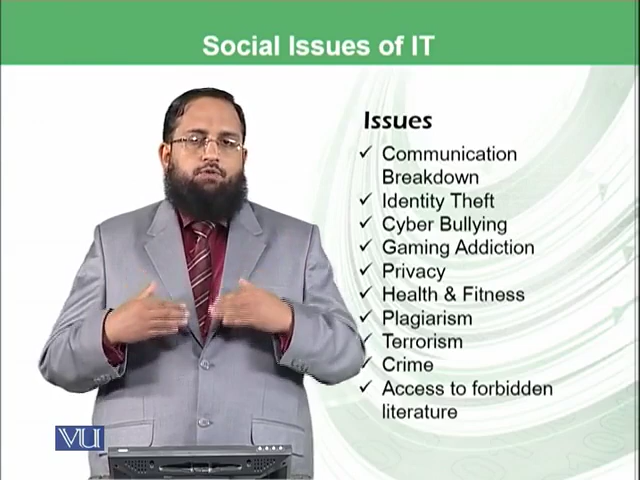 Social Issues of IT
Issues
Communication
Breakdown
Identity Theft
Cyber Bullying
Gaming Addiction
Privacy
Health & Fitness
Plagiarism
Terrorism
Crime
Access to forbidden
literature
VU